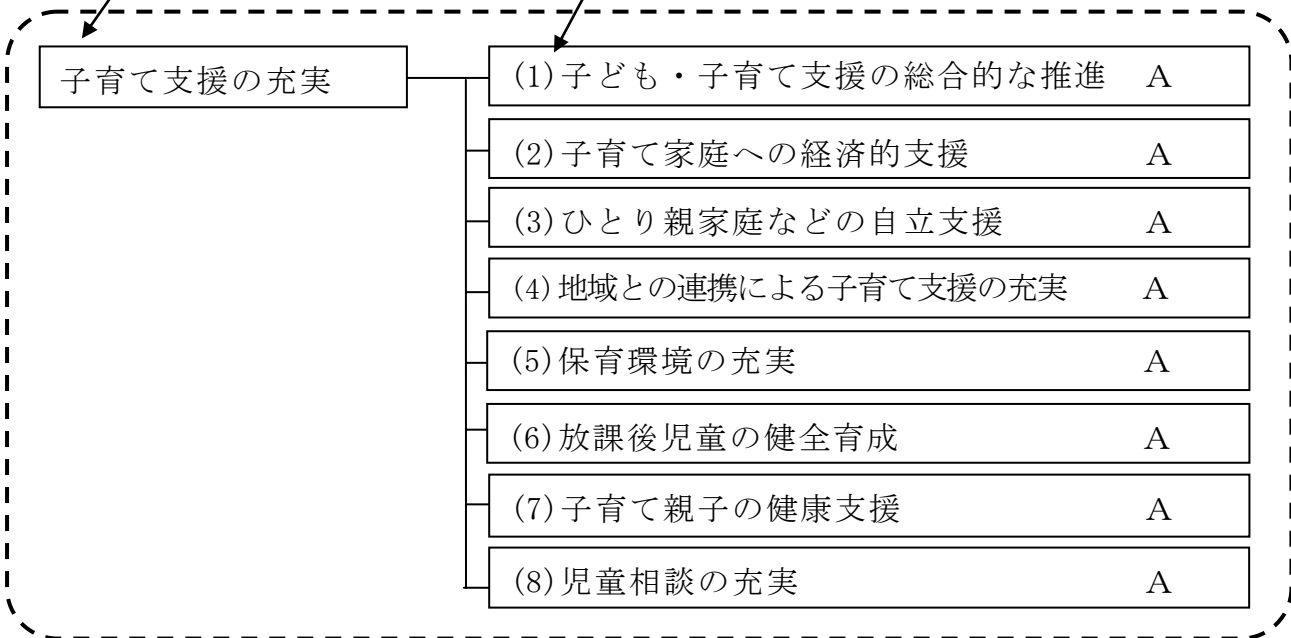 子育て支援の充実
(1)子ども・子育て支援の総合的な推進 A
(2)子育て家庭への経済的支援 A
(3)ひとり親家庭などの自立支援 A
(4)地域との連携による子育て支援の充実 A
(5)保育環境の充実 A
(6)放課後児童の健全育成 A
(7)子育て親子の健康支援 A
(8)児童相談の充実 A